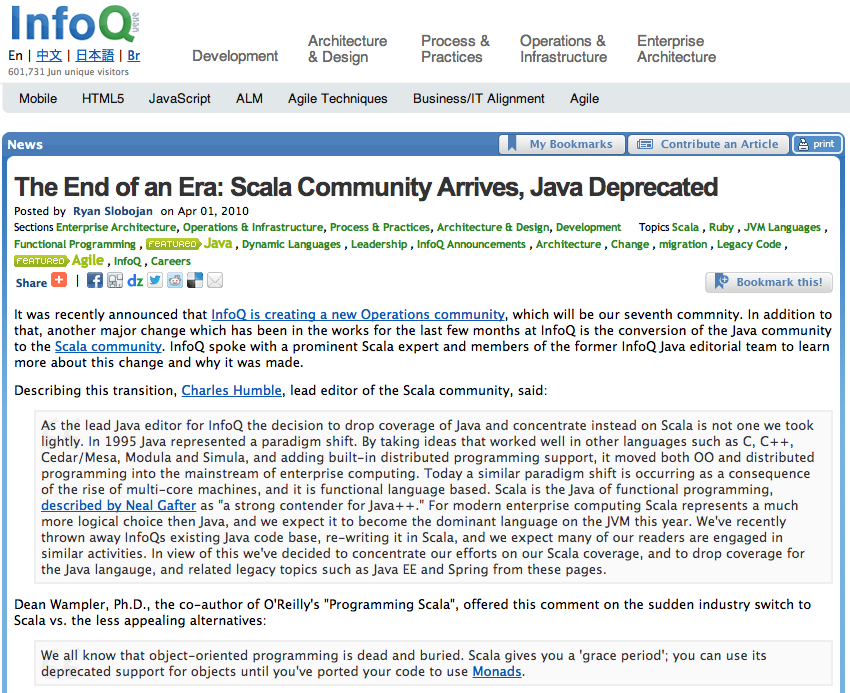 InfoQ queue
En | 中文 | 日本語 | Br
601,731 Jun unique visitors
Development
Architecture
& Design
Process &
Practices
Operations &
Infrastructure
Enterprise
Architecture
Mobile HTML5 JavaScript ALM Agile Techniques Business/IT Alignment Agile
News
My Bookmarks
Contribute an Article
print
The End of an Era: Scala Community Arrives, Java Deprecated
Posted by Ryan Slobojan on Apr 01, 2010
Sections Enterprise Architecture, Operations & Infrastructure, Process & Practices, Architecture & Design, Development Topics Scala , Ruby , JVM Languages ,
Functional Programming , FEATURED Java , Dynamic Languages , Leadership , InfoQ Announcements , Architecture , Change , migration , Legacy Code ,
FEATURED Agile , InfoQ , Careers
Share + | f dz
Bookmark this!
It was recently announced that InfoQ is creating a new Operations community, which will be our seventh commnity. In addition to
that, another major change which has been in the works for the last few months at InfoQ is the conversion of the Java community
to the Scala community. InfoQ spoke with a prominent Scala expert and members of the former InfoQ Java editorial team to learn
more about this change and why it was made.
Describing this transition, Charles Humble, lead editor of the Scala community, said:
As the lead Java editor for InfoQ the decision to drop coverage of Java and concentrate instead on Scala is not one we took
lightly. In 1995 Java represented a paradigm shift. By taking ideas that worked well in other languages such as C, C++,
Cedar/Mesa, Modula and Simula, and adding built-in distributed programming support, it moved both OO and distributed
programming into the mainstream of enterprise computing. Today a similar paradigm shift is occurring as a consequence
of the rise of multi-core machines, and it is functional language based. Scala is the Java of functional programming,
described by Neal Gafter as "a strong contender for Java++." For modern enterprise computing Scala represents a much
more logical choice then Java, and we expect it to become the dominant language on the JVM this year. We've recently
thrown away InfoQs existing Java code base, re-writing it in Scala, and we expect many of our readers are engaged in
similar activities. In view of this we've decided to concentrate our efforts on our Scala coverage, and to drop coverage for
the Java langauge, and related legacy topics such as Java EE and Spring from these pages.
Dean Wampler, Ph.D., the co-author of O'Reilly's "Programming Scala", offered this comment on the sudden industry switch to
Scala vs. the less appealing alternatives:
We all know that object-oriented programming is dead and buried. Scala gives you a 'grace period'; you can use its
deprecated support for objects until you've ported your code to use Monads.